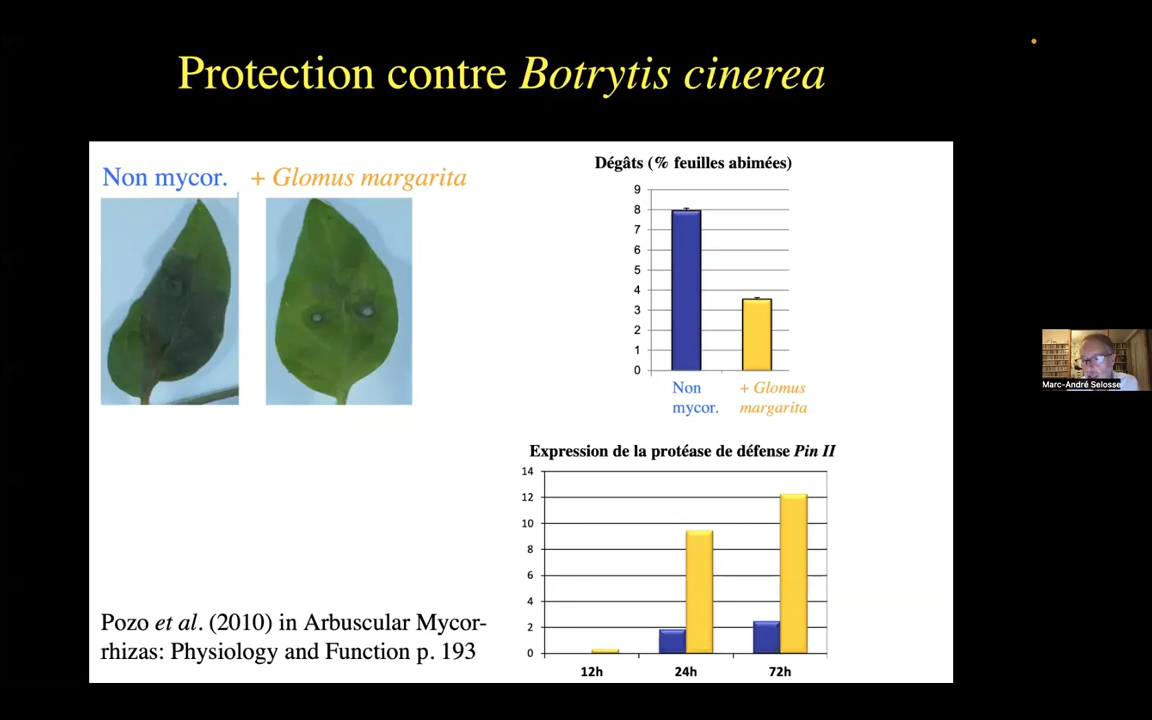 Protection contre Botrytis cinerea
Non mycor.
+ Glomus margarita
Dégâts (% feuilles abimées)
9
8
7
6
5
4
3
2
1
0
Non
mycor.
+ Glomus
margarita
Marc-André Selosse
Expression de la protéase de défense Pin II
14
12
10
8
6
4
2
0
12h
24h
72h
Pozo et al. (2010) in Arbuscular Mycor-
rhizas: Physiology and Function p. 193